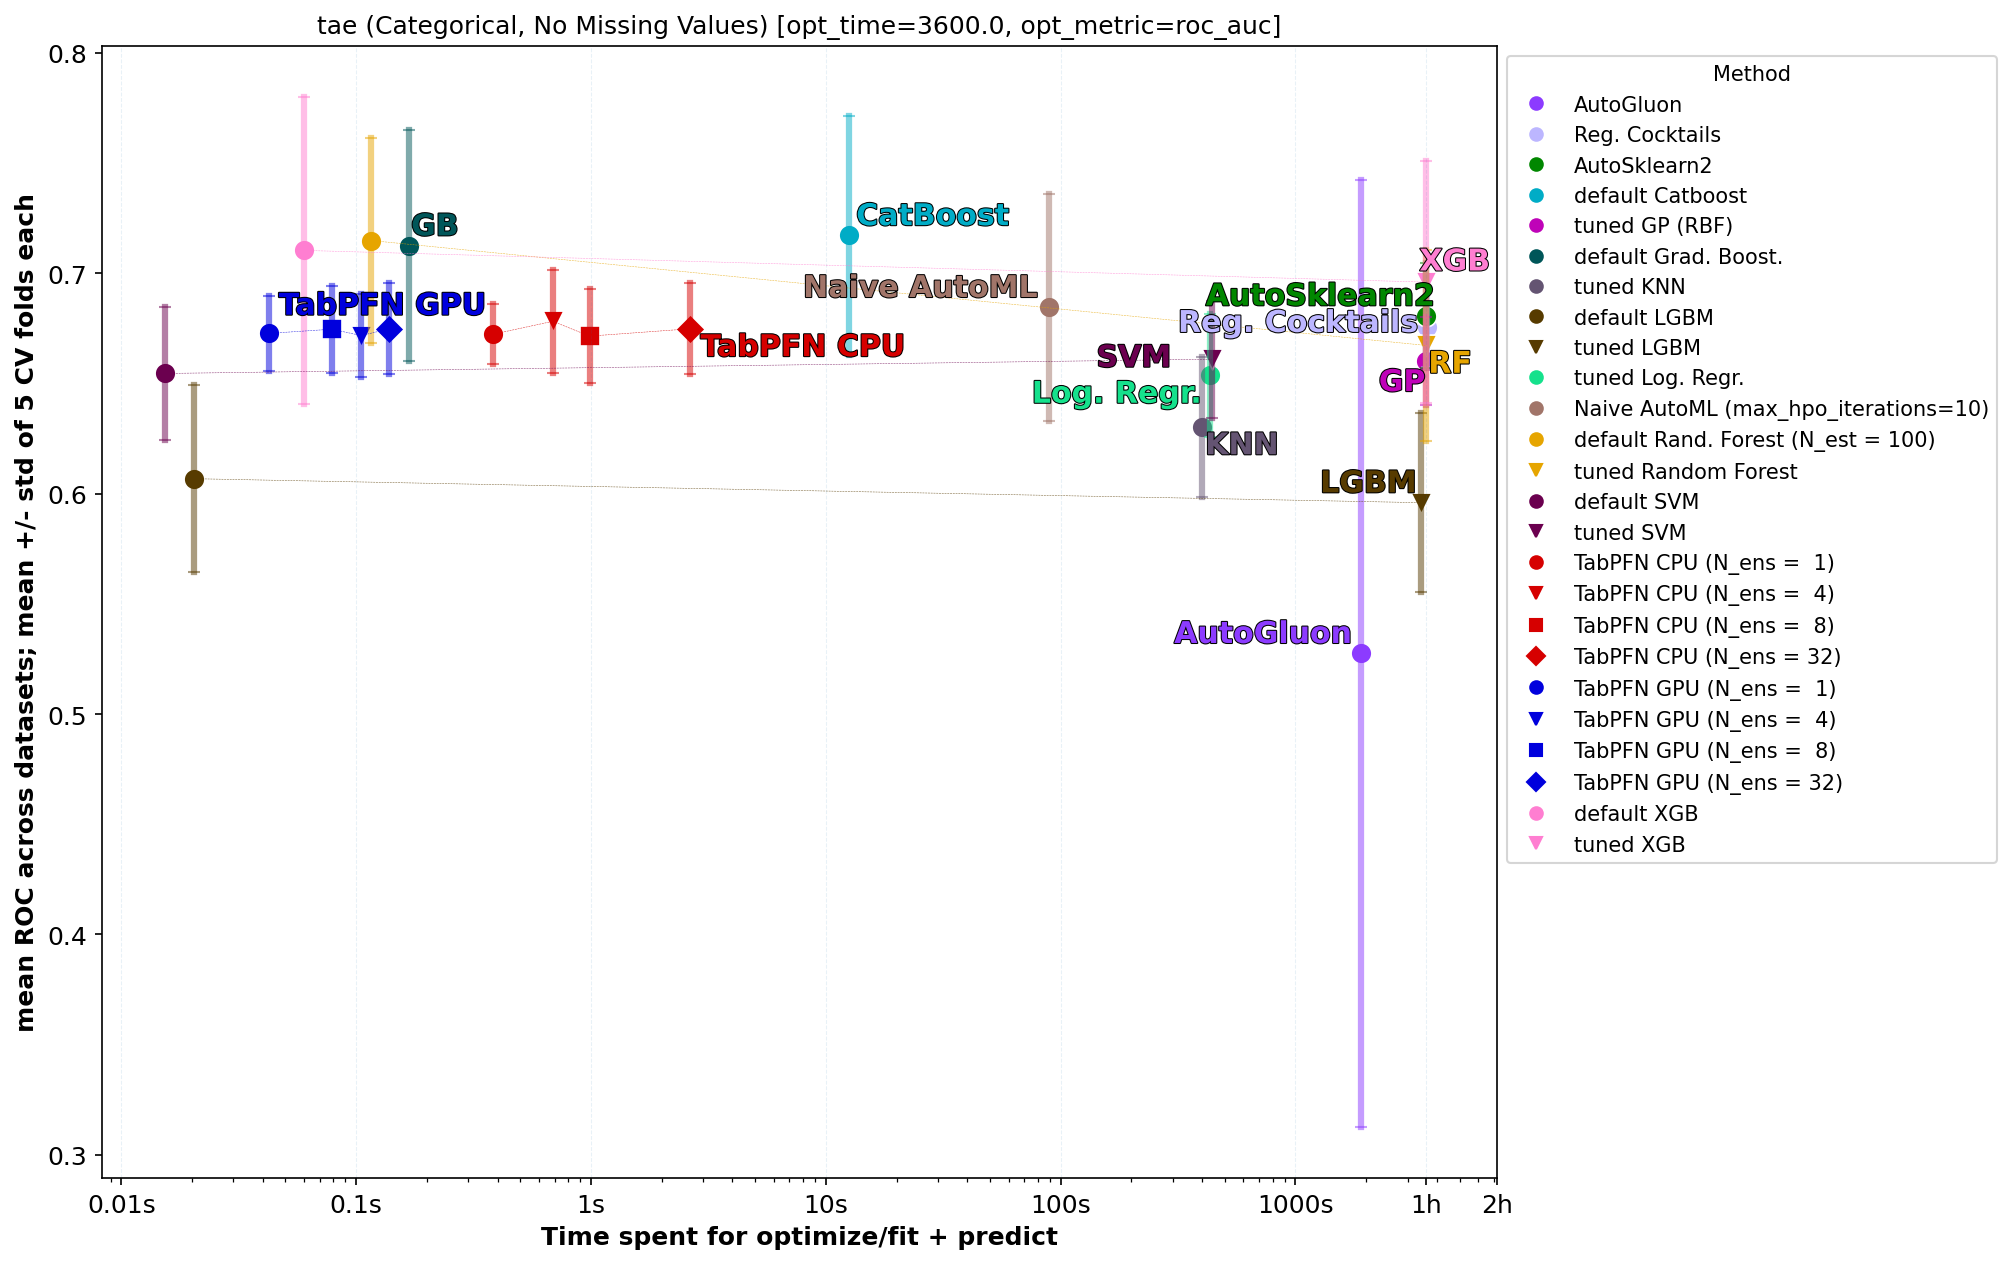 tae (Categorical, No Missing Values) [opt_time=3600.0, opt_metric=roc_auc]
mean ROC across datasets; mean +/- std of 5 CV folds each
0.8
0.7
0.6
0.5
0.4
0.3
GB
CatBoost
TabPFN GPU
Naive AutoML
TabPFN CPU
XGB
AutoSklearn2
Reg. Cocktails
SVM
RF
GP
Log. Regr.
KNN
LGBM
AutoGluon
0.01s
0.1s
1s
10s
100s
1000s
1h
2h
Time spent for optimize/fit + predict
Method
AutoGluon
Reg. Cocktails
AutoSklearn2
default Catboost
tuned GP (RBF)
default Grad. Boost.
tuned KNN
default LGBM
tuned LGBM
tuned Log. Regr.
Naive AutoML (max_hpo_iterations=10)
default Rand. Forest (N_est = 100)
tuned Random Forest
default SVM
tuned SVM
TabPFN CPU (N_ens =  1)
TabPFN CPU (N_ens =  4)
TabPFN CPU (N_ens =  8)
TabPFN CPU (N_ens = 32)
TabPFN GPU (N_ens =  1)
TabPFN GPU (N_ens =  4)
TabPFN GPU (N_ens =  8)
TabPFN GPU (N_ens = 32)
default XGB
tuned XGB